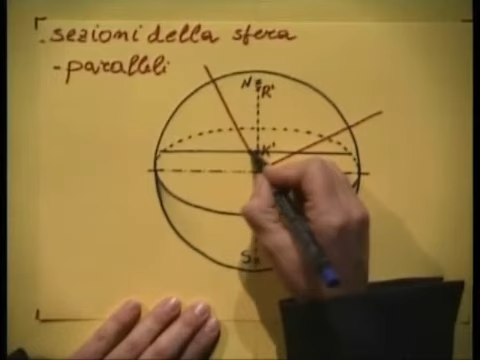 sezioni della sfera
- paralleli
N
R'
K'
S